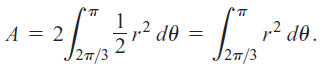 A = 2∫_{2π/3}^{π} 1/2 r² dθ = ∫_{2π/3}^{π} r² dθ.